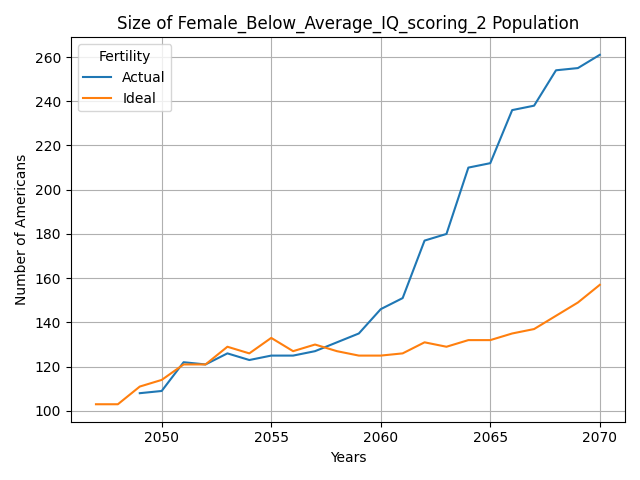 Size of Female_Below_Average_IQ_scoring_2 Population
Fertility
Actual
Ideal
Number of Americans
260
240
220
200
180
160
140
120
100
2050
2055
2060
2065
2070
Years